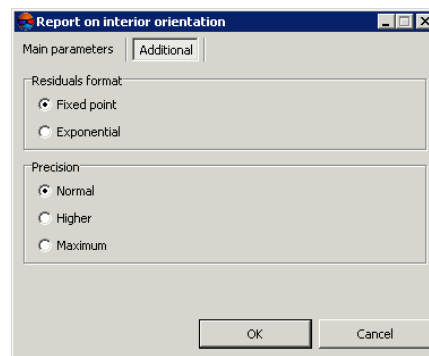 Report on interior orientation
Main parameters Additional
Residuals format
Fixed point
Exponential
Precision
Normal
Higher
Maximum
OK Cancel